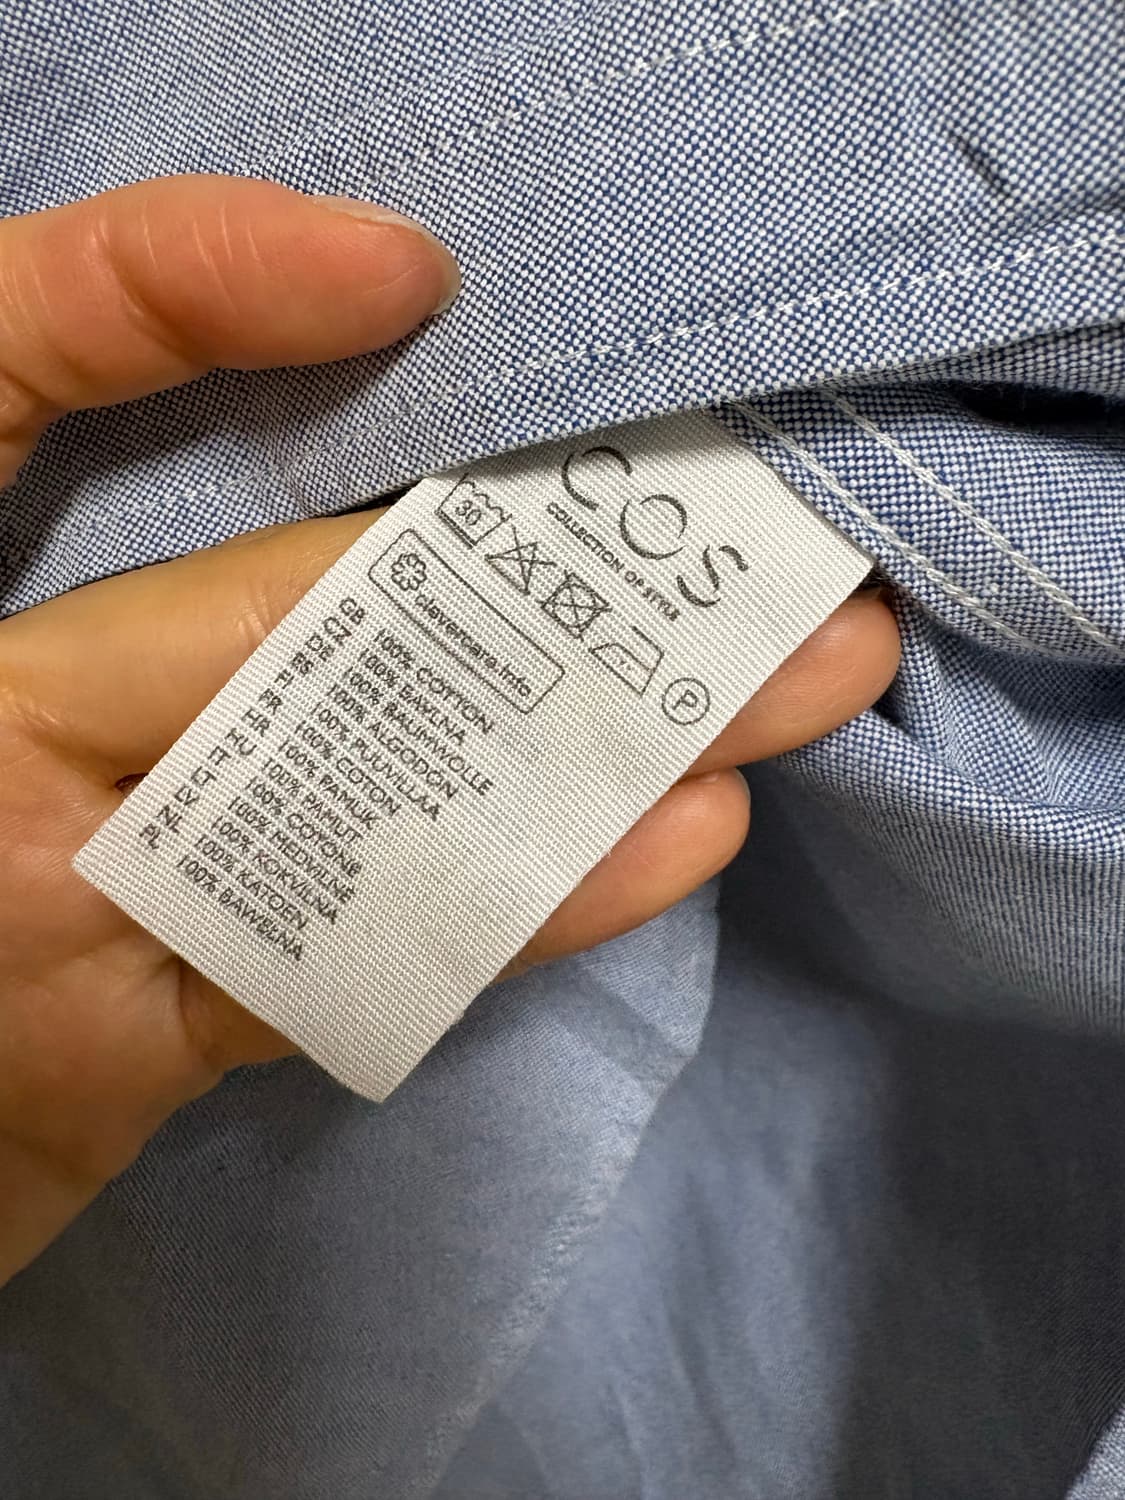 COS
COLLECTION OF STYLE
30
P
clevercare.info
GB 100% COTTON
CZ 100% BAVLNA
DE 100% BAUMWOLLE
ES 100% ALGODÓN
FI 100% PUUVILLAA
FR 100% COTON
HR 100% PAMUK
HU 100% PAMUT
IT 100% COTONE
LT 100% MEDVILNĖ
LV 100% KOKVILNA
NL 100% KATOEN
PL 100% BAWEŁNA